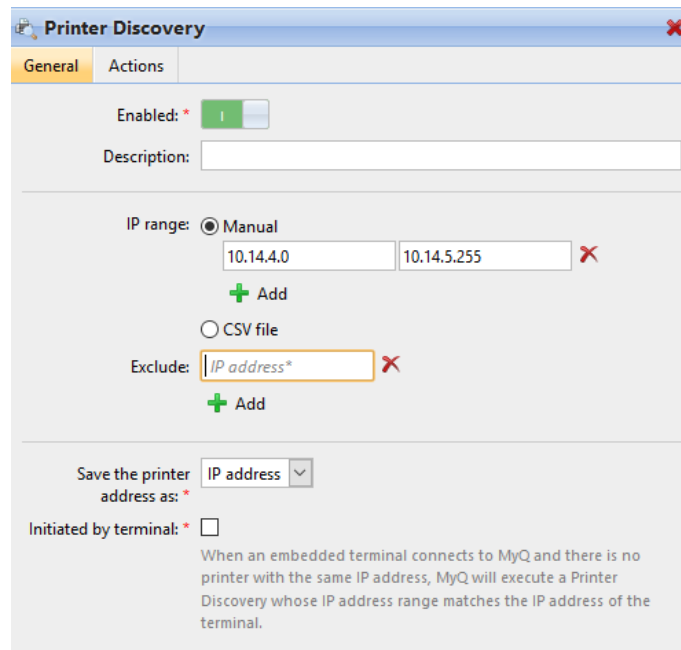 Printer Discovery
General Actions
Enabled: *
Description:
IP range: Manual
10.14.4.0 10.14.5.255
Add
CSV file
Exclude: IP address*
Add
Save the printer IP address
address as: *
Initiated by terminal: *
When an embedded terminal connects to MyQ and there is no
printer with the same IP address, MyQ will execute a Printer
Discovery whose IP address range matches the IP address of the
terminal.